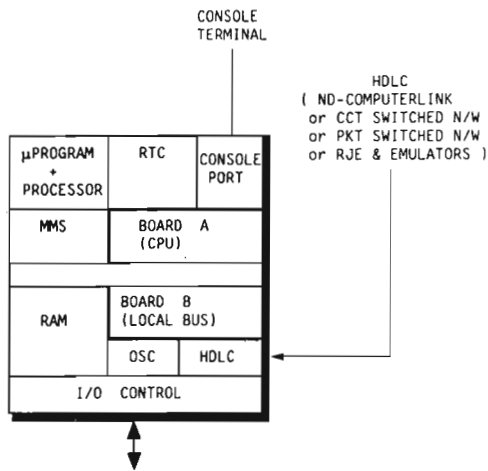 CONSOLE
TERMINAL
HDLC
( ND-COMPUTERLINK
or CCT SWITCHED N/W
or PKT SWITCHED N/W
or RJE & EMULATORS )
μPROGRAM
+
PROCESSOR
RTC
CONSOLE
PORT
MMS
BOARD A
(CPU)
RAM
BOARD B
(LOCAL BUS)
OSC
HDLC
I/O CONTROL